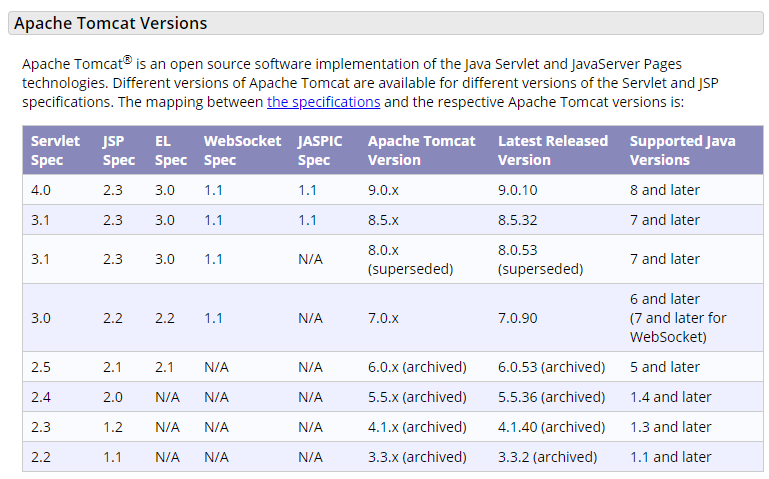 Apache Tomcat Versions
Apache Tomcat® is an open source software implementation of the Java Servlet and JavaServer Pages
technologies. Different versions of Apache Tomcat are available for different versions of the Servlet and JSP
specifications. The mapping between the specifications and the respective Apache Tomcat versions is:
Servlet Spec JSP Spec EL Spec WebSocket Spec JASPIC Spec Apache Tomcat Version Latest Released Version Supported Java Versions
4.0 2.3 3.0 1.1 1.1 9.0.x 9.0.10 8 and later
3.1 2.3 3.0 1.1 1.1 8.5.x 8.5.32 7 and later
3.1 2.3 3.0 1.1 N/A 8.0.x (superseded) 8.0.53 (superseded) 7 and later
3.0 2.2 2.2 1.1 N/A 7.0.x 7.0.90 6 and later (7 and later for WebSocket)
2.5 2.1 2.1 N/A N/A 6.0.x (archived) 6.0.53 (archived) 5 and later
2.4 2.0 N/A N/A N/A 5.5.x (archived) 5.5.36 (archived) 1.4 and later
2.3 1.2 N/A N/A N/A 4.1.x (archived) 4.1.40 (archived) 1.3 and later
2.2 1.1 N/A N/A N/A 3.3.x (archived) 3.3.2 (archived) 1.1 and later